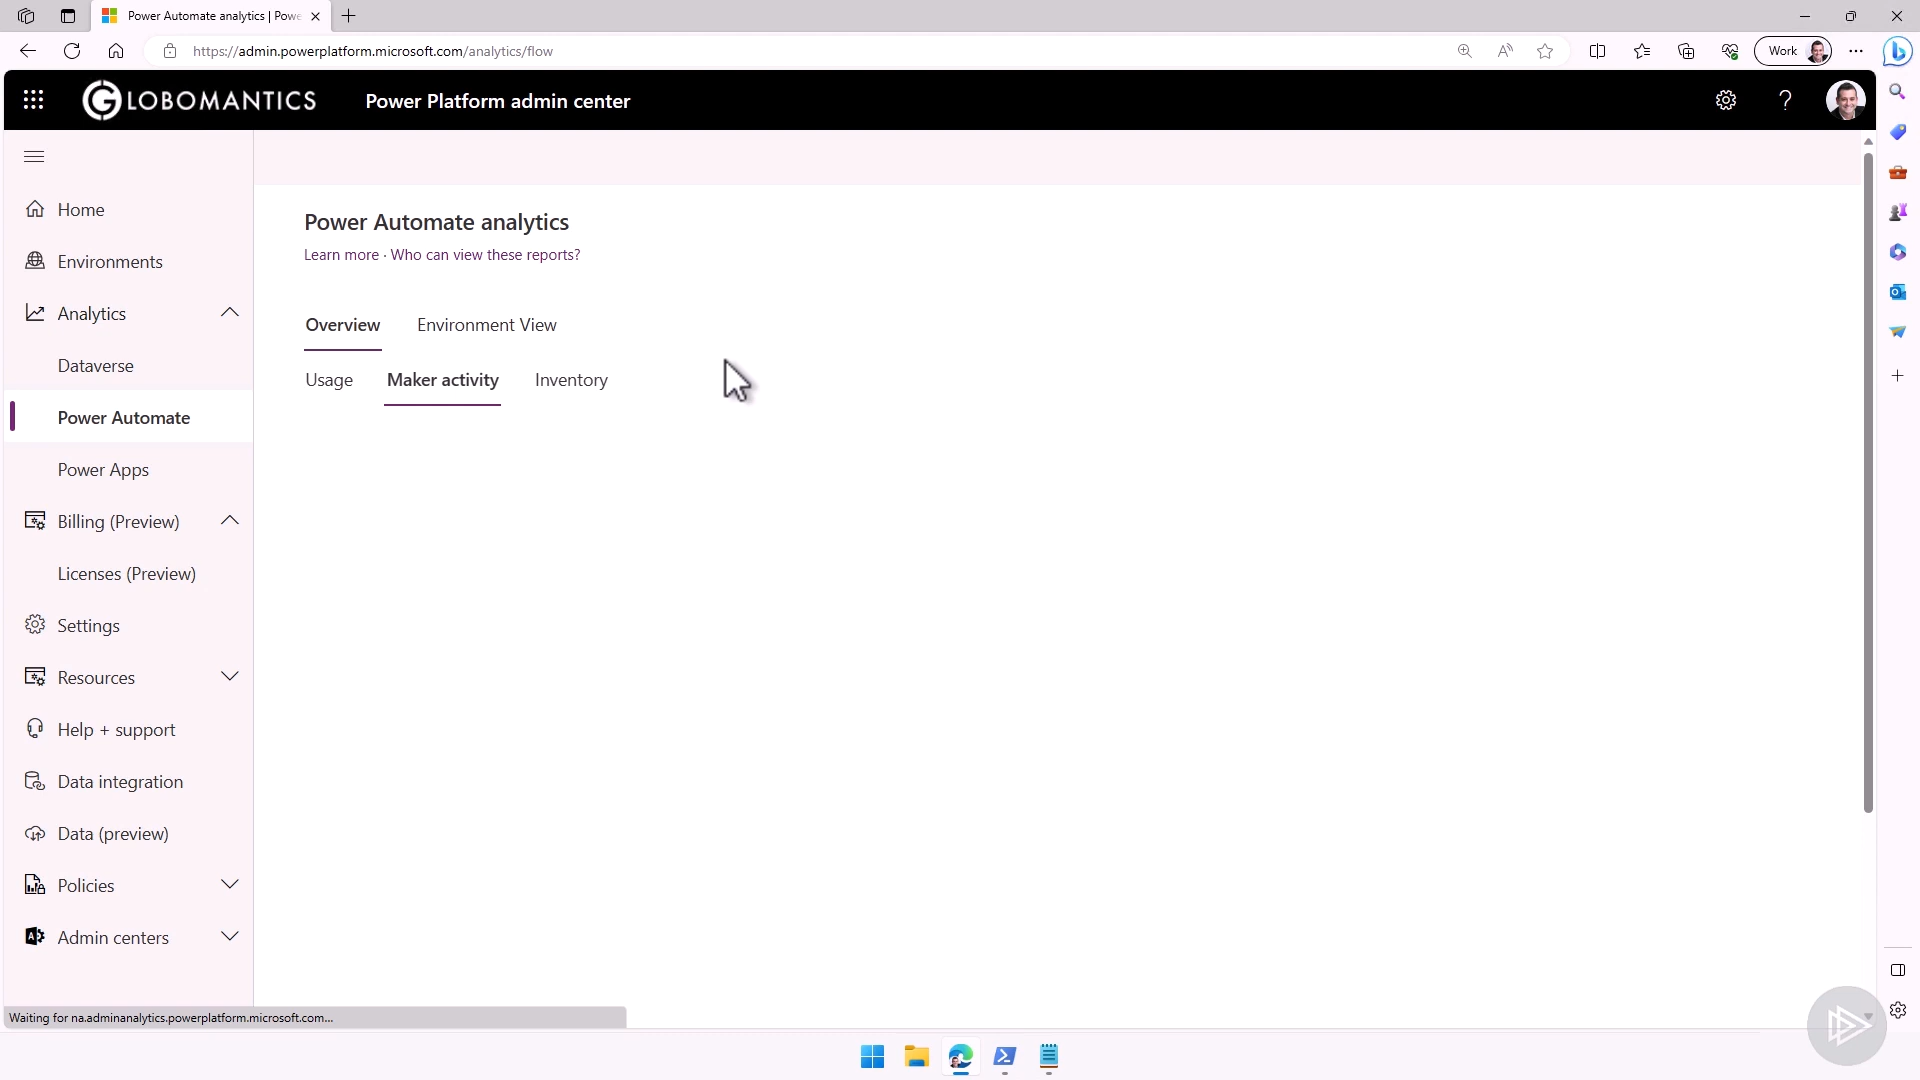 Power Automate analytics | Powe
https://admin.powerplatform.microsoft.com/analytics/flow
Work
GLOBOMANTICS
Power Platform admin center
Home
Environments
Analytics
Dataverse
Power Automate
Power Apps
Billing (Preview)
Licenses (Preview)
Settings
Resources
Help + support
Data integration
Data (preview)
Policies
Admin centers
Power Automate analytics
Learn more · Who can view these reports?
Overview Environment View
Usage Maker activity Inventory
Waiting for na.adminanalytics.powerplatform.microsoft.com...